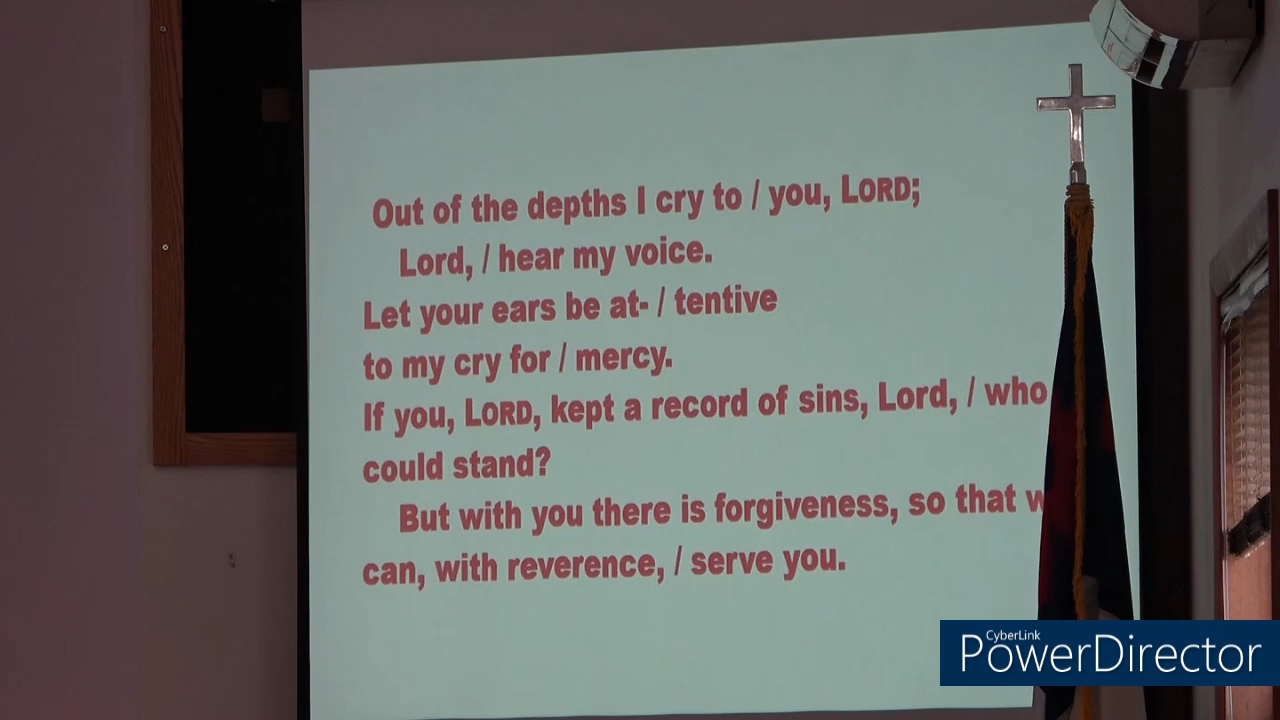 Out of the depths I cry to / you, LORD;
Lord, / hear my voice.
Let your ears be at- / tentive
to my cry for / mercy.
If you, LORD, kept a record of sins, Lord, / who
could stand?
But with you there is forgiveness, so that
can, with reverence, / serve you.
CyberLink
PowerDirector